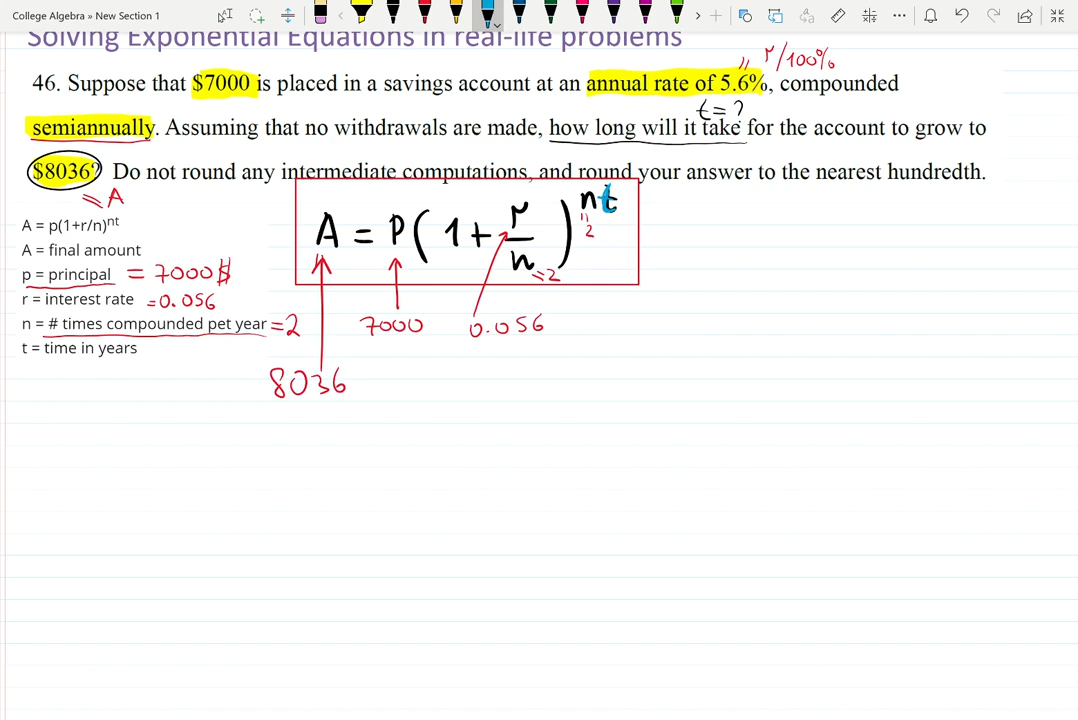 College Algebra » New Section 1
Solving Exponential Equations in real-life problems
" r/100%
46. Suppose that $7000 is placed in a savings account at an annual rate of 5.6%, compounded
t = ?
semiannually. Assuming that no withdrawals are made, how long will it take for the account to grow to
$8036? Do not round any intermediate computations, and round your answer to the nearest hundredth.
= A
A = p(1+r/n)^nt
A = P(1 + r/n)^nt
= 2
" 2
A = final amount
p = principal = 7000$
r = interest rate = 0.056
n = # times compounded pet year = 2
7000 0.056
t = time in years
8036